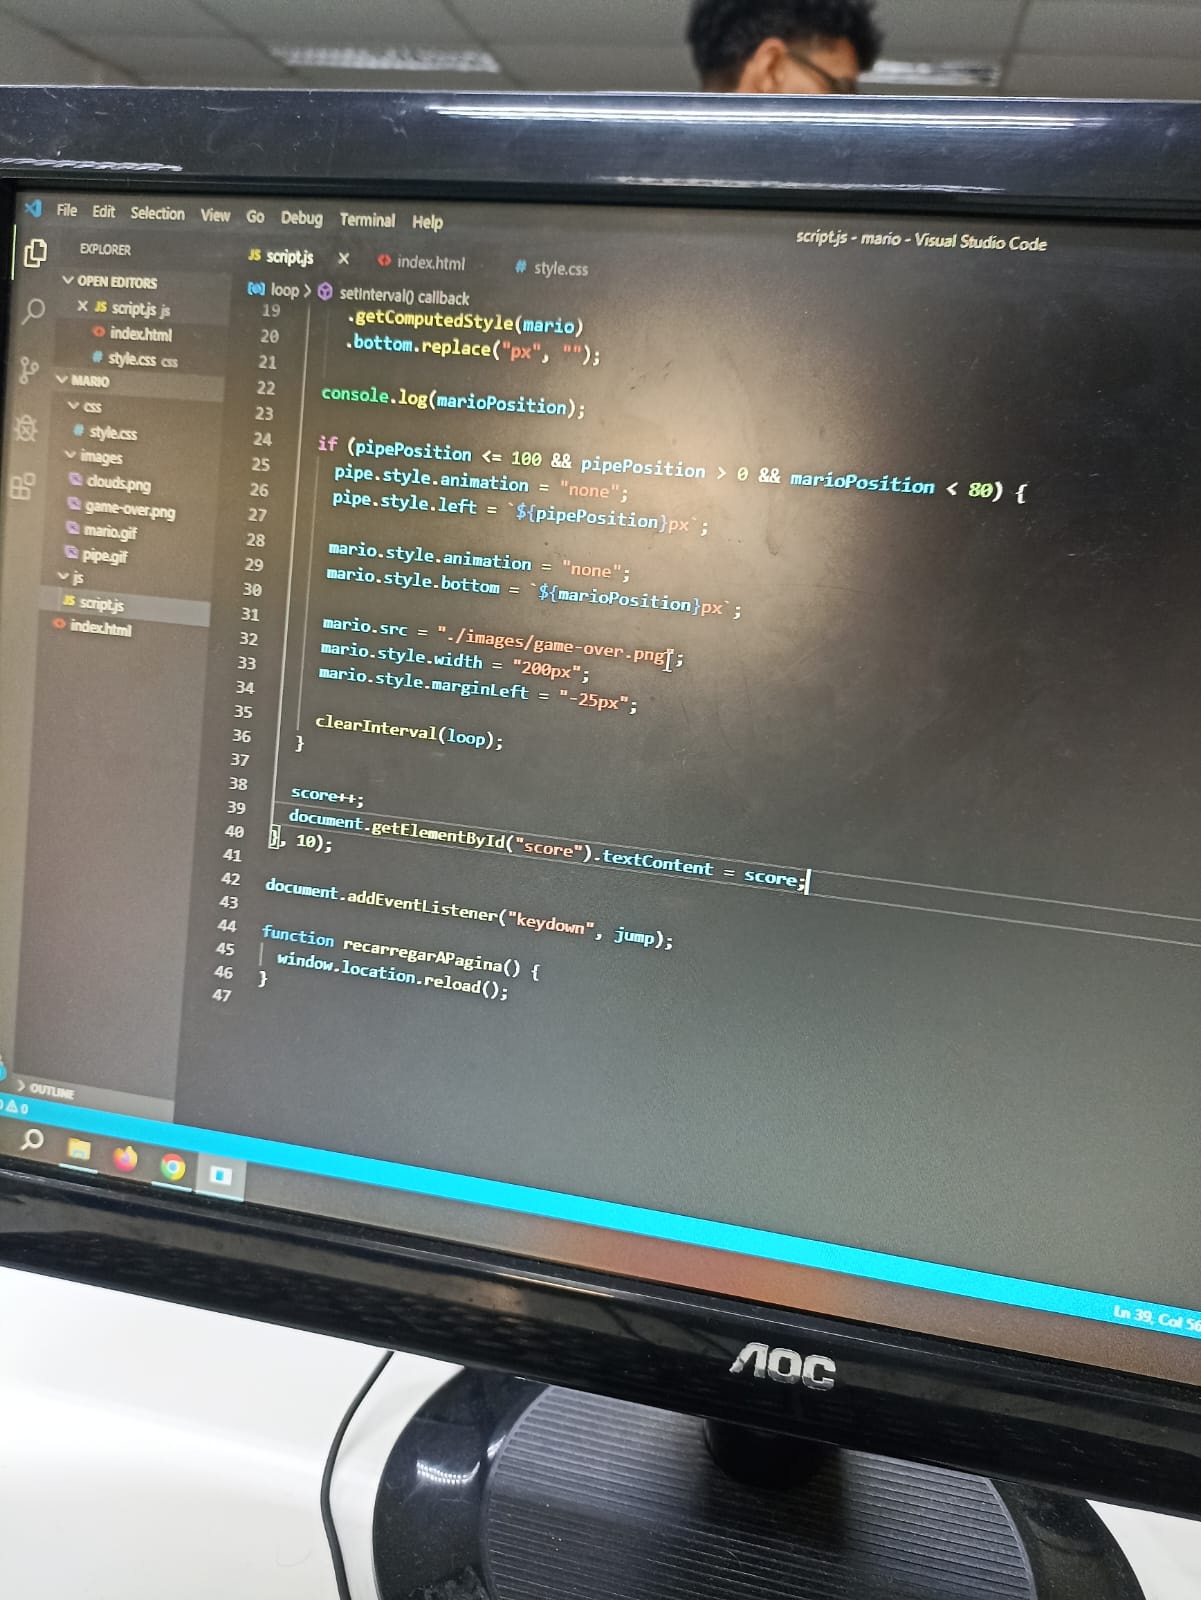 File Edit Selection View Go Debug Terminal Help
script.js - mario - Visual Studio Code
EXPLORER
OPEN EDITORS
script.js js
index.html
style.css css
MARIO
css
style.css
images
clouds.png
game-over.png
mario.gif
pipe.gif
js
script.js
index.html
OUTLINE
0
JS script.js X index.html # style.css
loop > setInterval() callback
19 .getComputedStyle(mario)
20 .bottom.replace("px", "");
21
22 console.log(marioPosition);
23
24 if (pipePosition <= 100 && pipePosition > 0 && marioPosition < 80) {
25 pipe.style.animation = "none";
26 pipe.style.left = `${pipePosition}px`;
27
28 mario.style.animation = "none";
29 mario.style.bottom = `${marioPosition}px`;
30
31 mario.src = "./images/game-over.png";
32 mario.style.width = "200px";
33 mario.style.marginLeft = "-25px";
34
35 clearInterval(loop);
36 }
37
38 score++;
39 document.getElementById("score").textContent = score;
40 }, 10);
41
42 document.addEventListener("keydown", jump);
43
44 function recarregarAPagina() {
45 window.location.reload();
46 }
47
Ln 39, Col 56
AOC